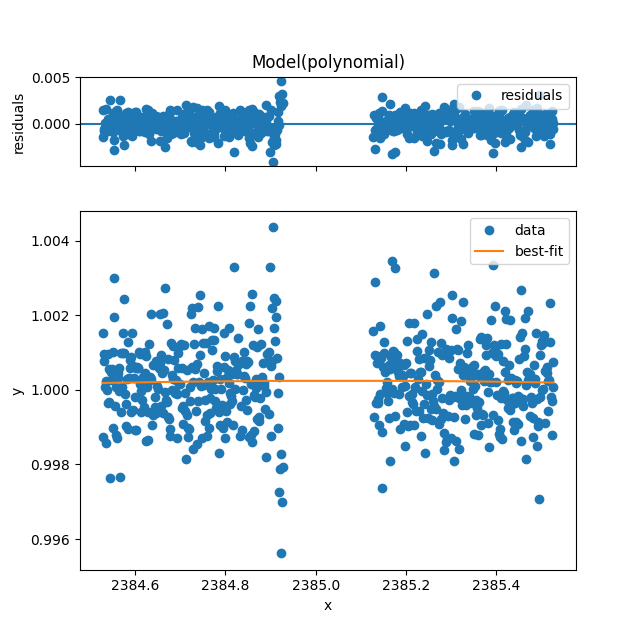 Model(polynomial)
0.005
residuals
0.000
residuals
1.004
data
best-fit
1.002
1.000
y
0.998
0.996
2384.6 2384.8 2385.0 2385.2 2385.4
x